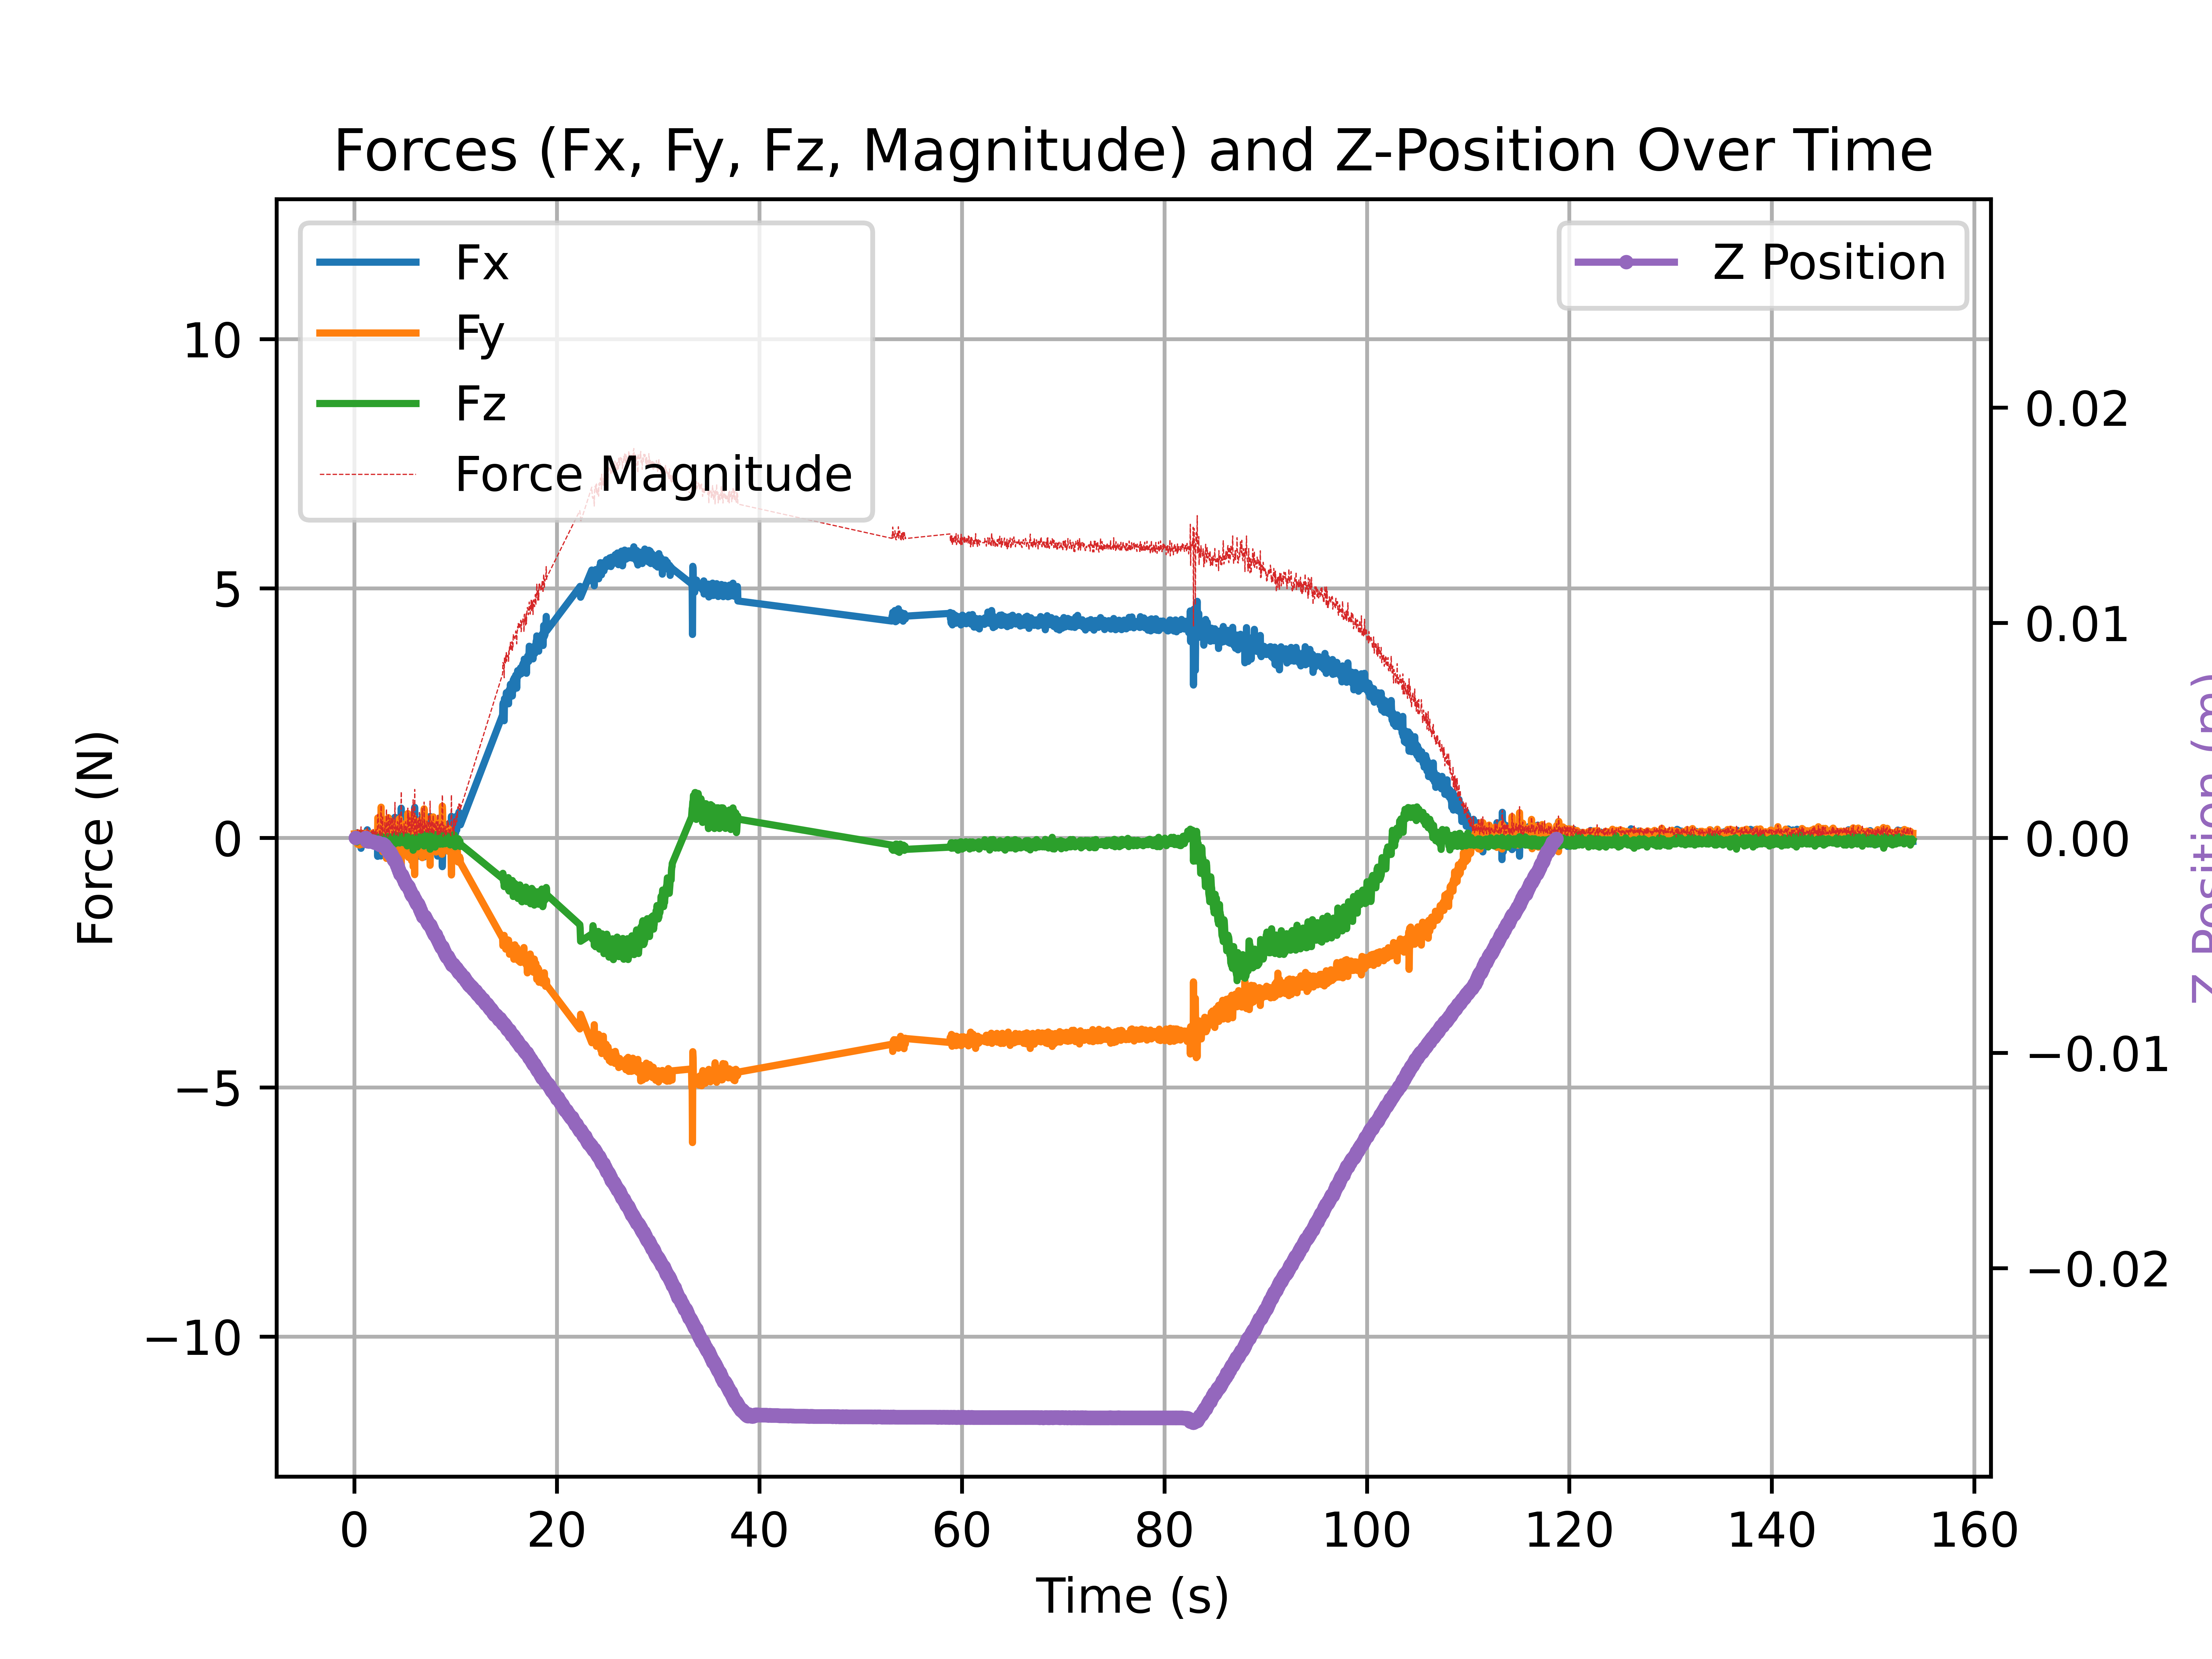 Forces (Fx, Fy, Fz, Magnitude) and Z-Position Over Time
Fx
Fy
Fz
Force Magnitude
Z Position
10
5
0
−5
−10
Force (N)
0.02
0.01
0.00
−0.01
−0.02
Z Position (m)
0
20
40
60
80
100
120
140
160
Time (s)